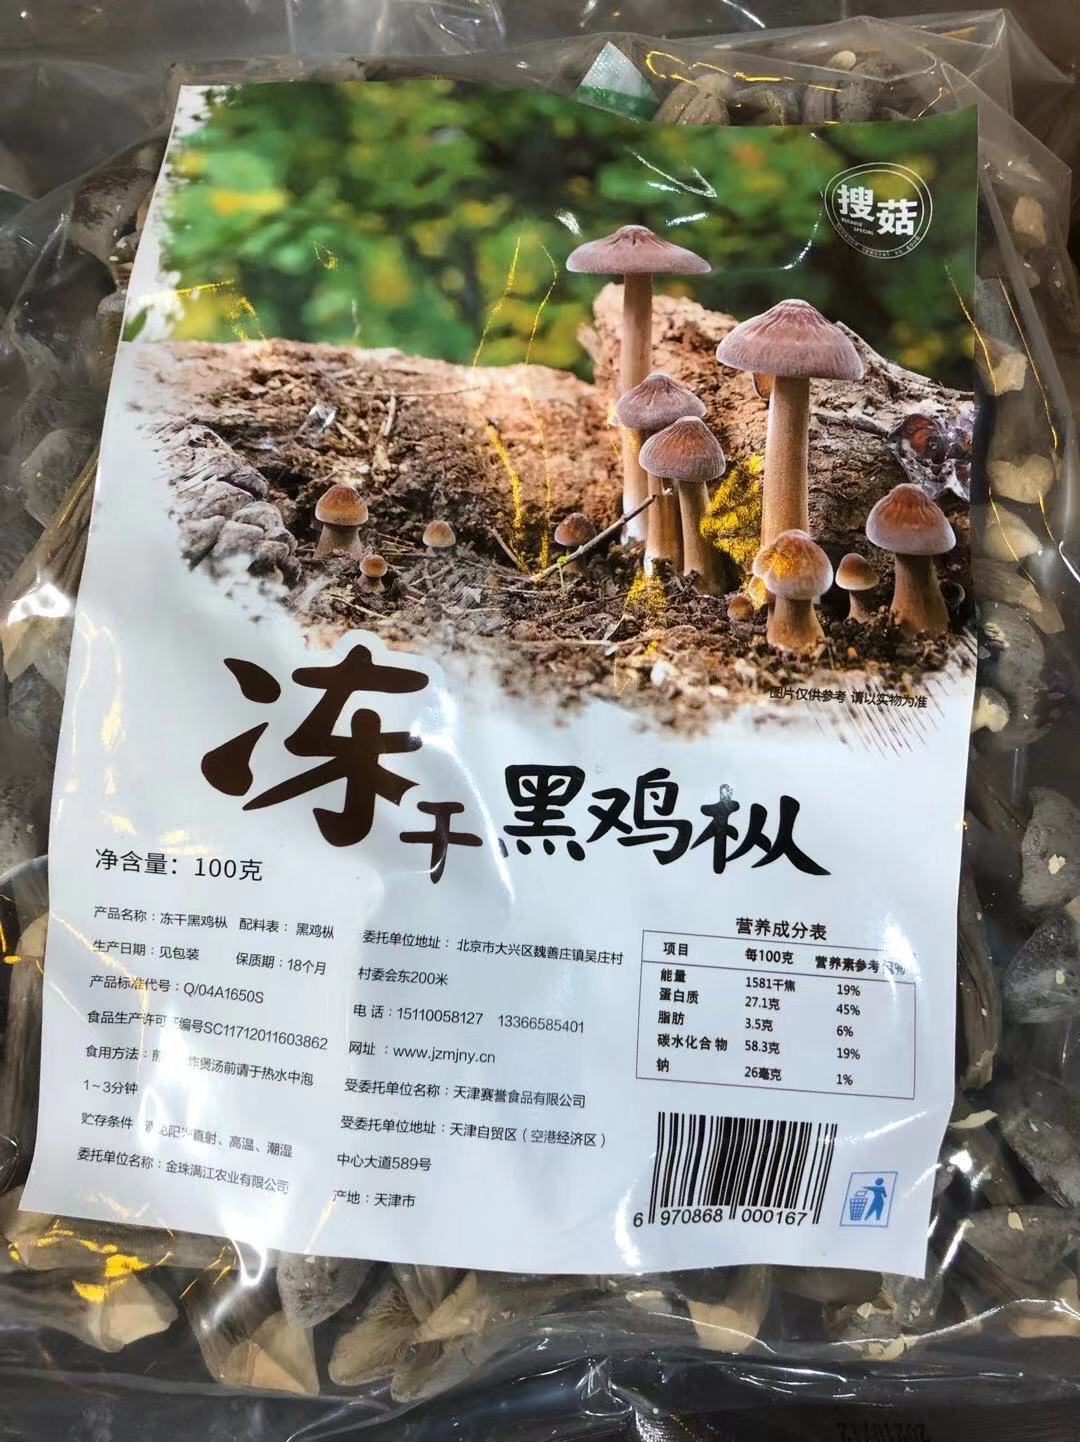 搜菇
图片仅供参考 请以实物为准
冻干黑鸡枞
净含量：100克
产品名称：冻干黑鸡枞 配料表：黑鸡枞
生产日期：见包装 保质期：18个月
产品标准代号：Q/04A1650S
食品生产许可证编号SC11712011603862
食用方法： 炸煲汤前请于热水中泡
1~3分钟
贮存条件 直射、高温、潮湿
委托单位名称：金珠满江农业有限公司
委托单位地址： 北京市大兴区魏善庄镇吴庄村
村委会东200米
电话：15110058127 13366585401
网址：www.jzmjny.cn
受委托单位名称：天津赛誉食品有限公司
受委托单位地址：天津自贸区（空港经济区）
中心大道589号
产地：天津市
营养成分表
项目 每100克 营养素参考 %
能量 1581千焦 19%
蛋白质 27.1克 45%
脂肪 3.5克 6%
碳水化合物 58.3克 19%
钠 26毫克 1%
6 970868 000167